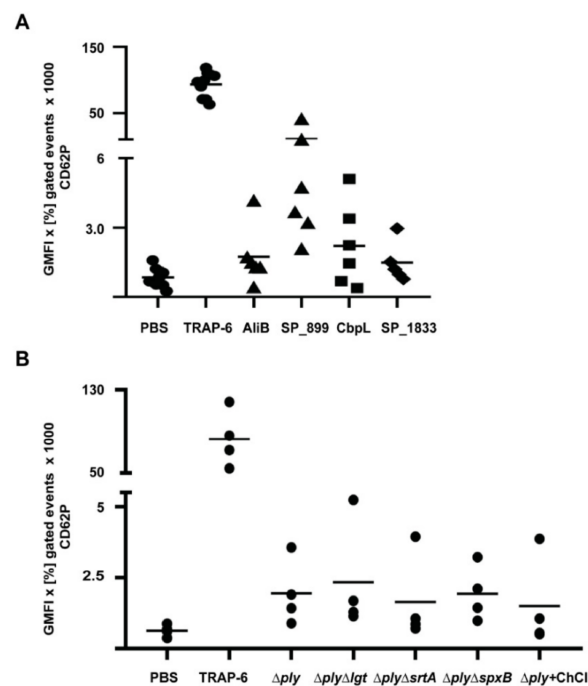 A
GMFI x [%] gated events x 1000
CD62P
150
50
6
3.0
PBS TRAP-6 AliB SP_899 CbpL SP_1833
B
GMFI x [%] gated events x 1000
CD62P
130
50
5
2.5
PBS TRAP-6 Δply ΔplyΔlgt ΔplyΔsrtA ΔplyΔspxB Δply+ChCl